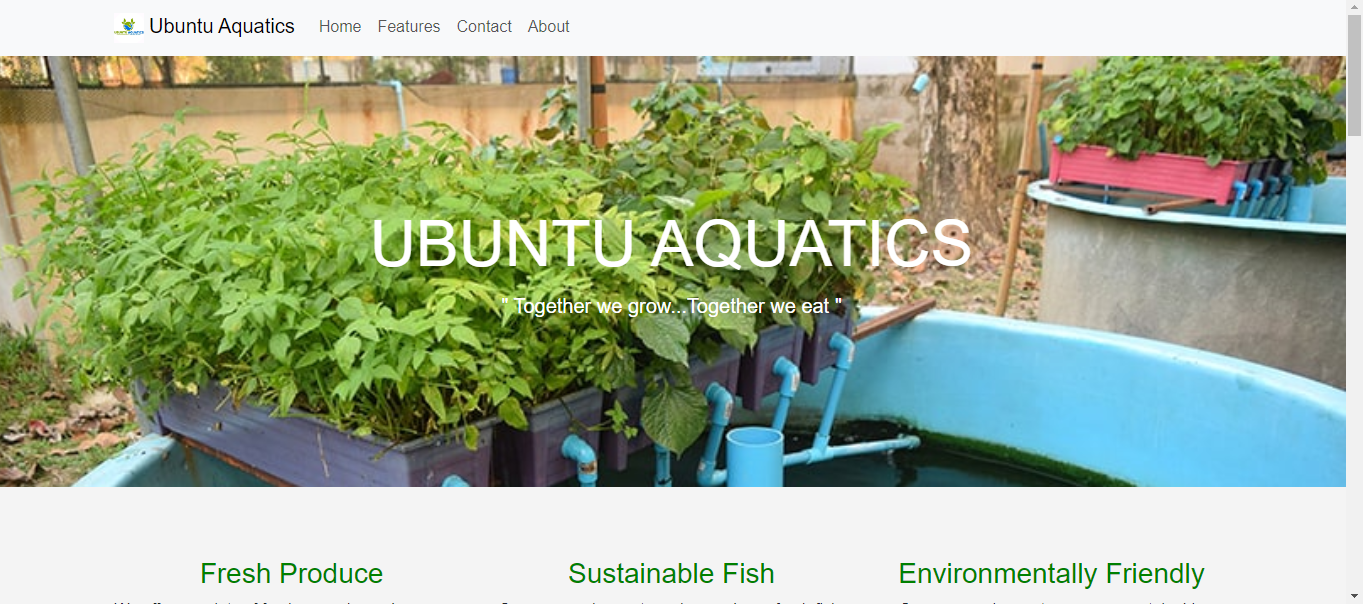 Ubuntu Aquatics Home Features Contact About
UBUNTU AQUATICS
" Together we grow...Together we eat "
Fresh Produce Sustainable Fish Environmentally Friendly